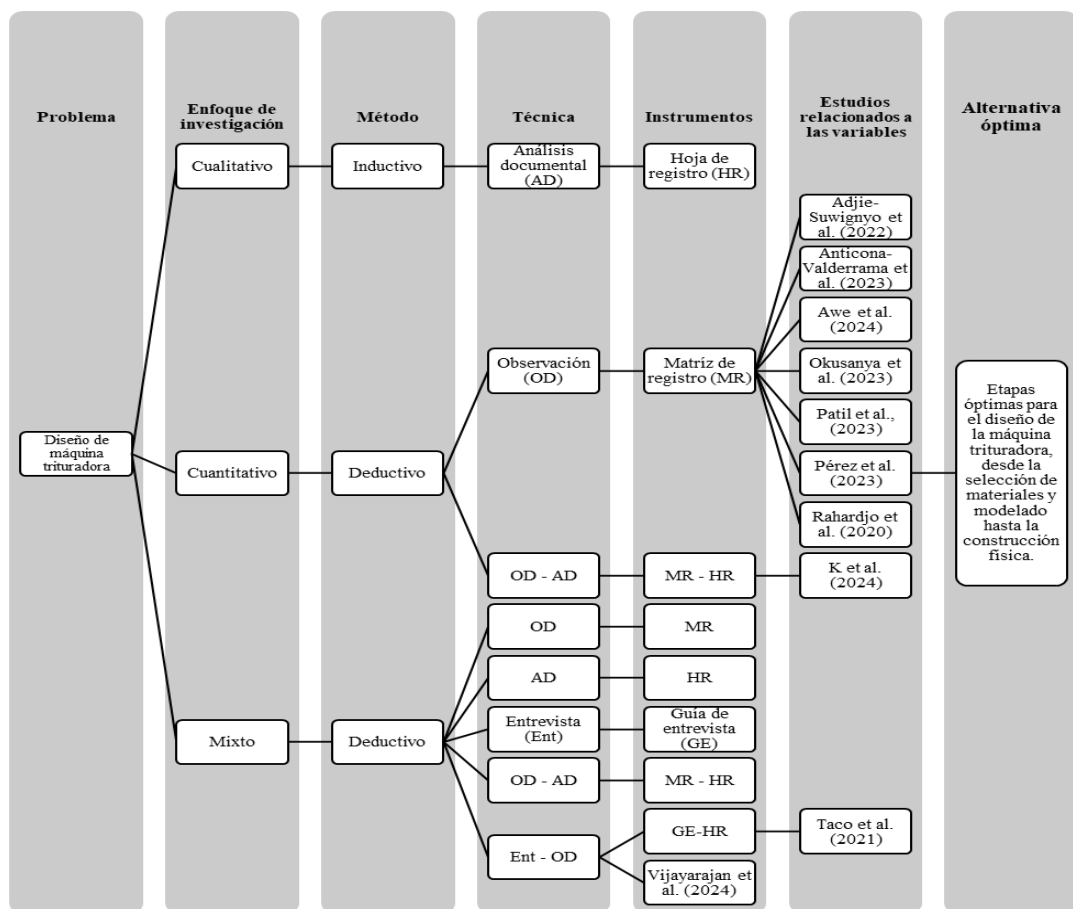 Problema
Enfoque de
investigación
Método
Técnica
Instrumentos
Estudios
relacionados a
las variables
Alternativa
óptima
Cualitativo
Inductivo
Análisis
documental
(AD)
Hoja de
registro (HR)
Adjie-
Suwignyo et
al. (2022)
Anticona-
Valderrama et
al. (2023)
Awe et al.
(2024)
Observación
(OD)
Matríz de
registro (MR)
Okusanya et
al. (2023)
Patil et al.,
(2023)
Diseño de
máquina
trituradora
Cuantitativo
Deductivo
Pérez et al.
(2023)
Etapas
óptimas para
el diseño de
la máquina
trituradora,
desde la
selección de
materiales y
modelado
hasta la
construcción
física.
Rahardjo et
al. (2020)
OD - AD
MR - HR
K et al.
(2024)
OD
MR
AD
HR
Mixto
Deductivo
Entrevista
(Ent)
Guía de
entrevista
(GE)
OD - AD
MR - HR
Ent - OD
GE-HR
Taco et al.
(2021)
Vijayarajan et
al. (2024)